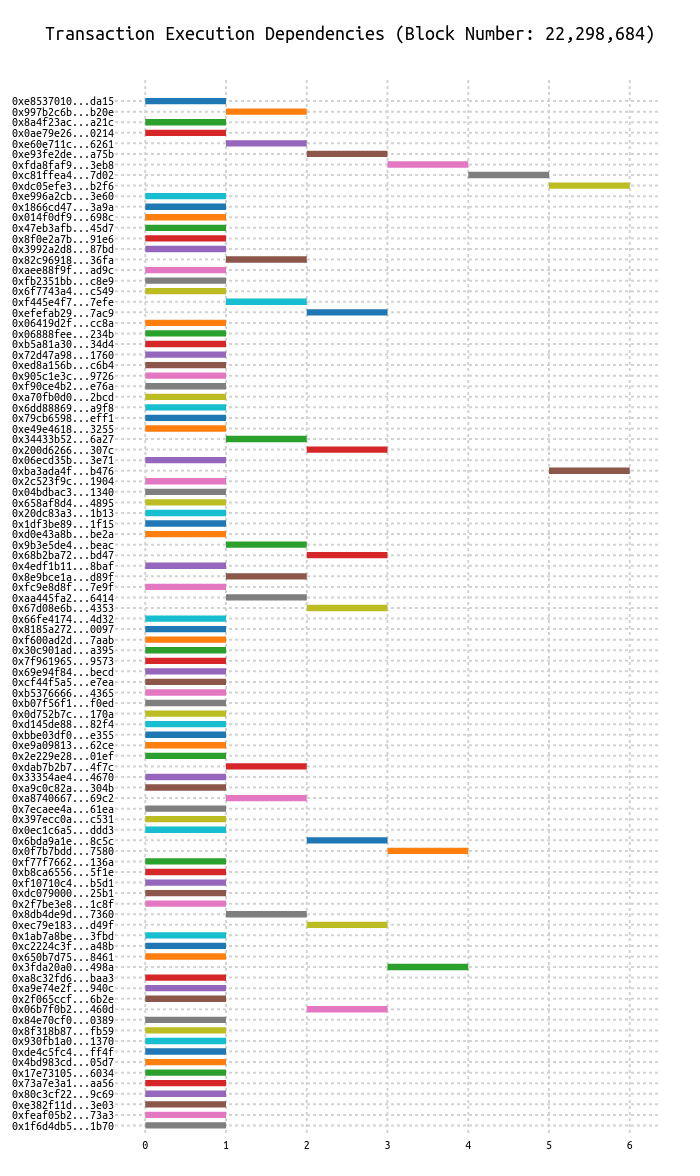 Transaction Execution Dependencies (Block Number: 22,298,684)
0xe8537010...da15
0x997b2c6b...b20e
0x8a4f23ac...a21c
0x0ae79e26...0214
0xe60e711c...6261
0xe93fe2de...a75b
0xfda8faf9...3eb8
0xc81ffea4...7d02
0xdc05efe3...b2f6
0xe996a2cb...3e60
0x1866cd47...3a9a
0x014f0df9...698c
0x47eb3afb...45d7
0x8f0e2a7b...91e6
0x3992a2d8...87bd
0x82c96918...36fa
0xaee88f9f...ad9c
0xfb2351bb...c8e9
0x6f7743a4...c549
0xf445e4f7...7efe
0xefefab29...7ac9
0x06419d2f...cc8a
0x06888fee...234b
0xb5a81a30...34d4
0x72d47a98...1760
0xed8a156b...c6b4
0x905c1e3c...9726
0xf90ce4b2...e76a
0xa70fb0d0...2bcd
0x6dd88869...a9f8
0x79cb6598...eff1
0xe49e4618...3255
0x34433b52...6a27
0x200d6266...307c
0x06ecd35b...3e71
0xba3ada4f...b476
0x2c523f9c...1904
0x04bdbac3...1340
0x658af8d4...4895
0x20dc83a3...1b13
0x1df3be89...1f15
0xd0e43a8b...be2a
0x9b3e5de4...beac
0x68b2ba72...bd47
0x4edf1b11...8baf
0x8e9bce1a...d89f
0xfc9e8d8f...7e9f
0xaa445fa2...6414
0x67d08e6b...4353
0x66fe4174...4d32
0x8185a272...0097
0xf600ad2d...7aab
0x30c901ad...a395
0x7f961965...9573
0x69e94f84...becd
0xcf44f5a5...e7ea
0xb5376666...4365
0xb07f56f1...f0ed
0x0d752b7c...170a
0xd145de88...82f4
0xbbe03df0...e355
0xe9a09813...62ce
0x2e229e28...01ef
0xdab7b2b7...4f7c
0x33354ae4...4670
0xa9c0c82a...304b
0xa8740667...69c2
0x7ecaee4a...61ea
0x397ecc0a...c531
0x0ec1c6a5...ddd3
0x6bda9a1e...8c5c
0x0f7b7bdd...7580
0xf77f7662...136a
0xb8ca6556...5f1e
0xf10710c4...b5d1
0xdc079000...25b1
0x2f7be3e8...1c8f
0x8db4de9d...7360
0xec79e183...d49f
0x1ab7a8be...3fbd
0xc2224c3f...a48b
0x650b7d75...8461
0x3fda20a0...498a
0xa8c32fd6...baa3
0xa9e74e2f...940c
0x2f065ccf...6b2e
0x06b7f0b2...460d
0x84e70cf0...0389
0x8f318b87...fb59
0x930fb1a0...1370
0xde4c5fc4...ff4f
0x4bd983cd...05d7
0x17e73105...6034
0x73a7e3a1...aa56
0x80c3cf22...9c69
0xe382f11d...3e03
0xfeaf05b2...73a3
0x1f6d4db5...1b70
0 1 2 3 4 5 6